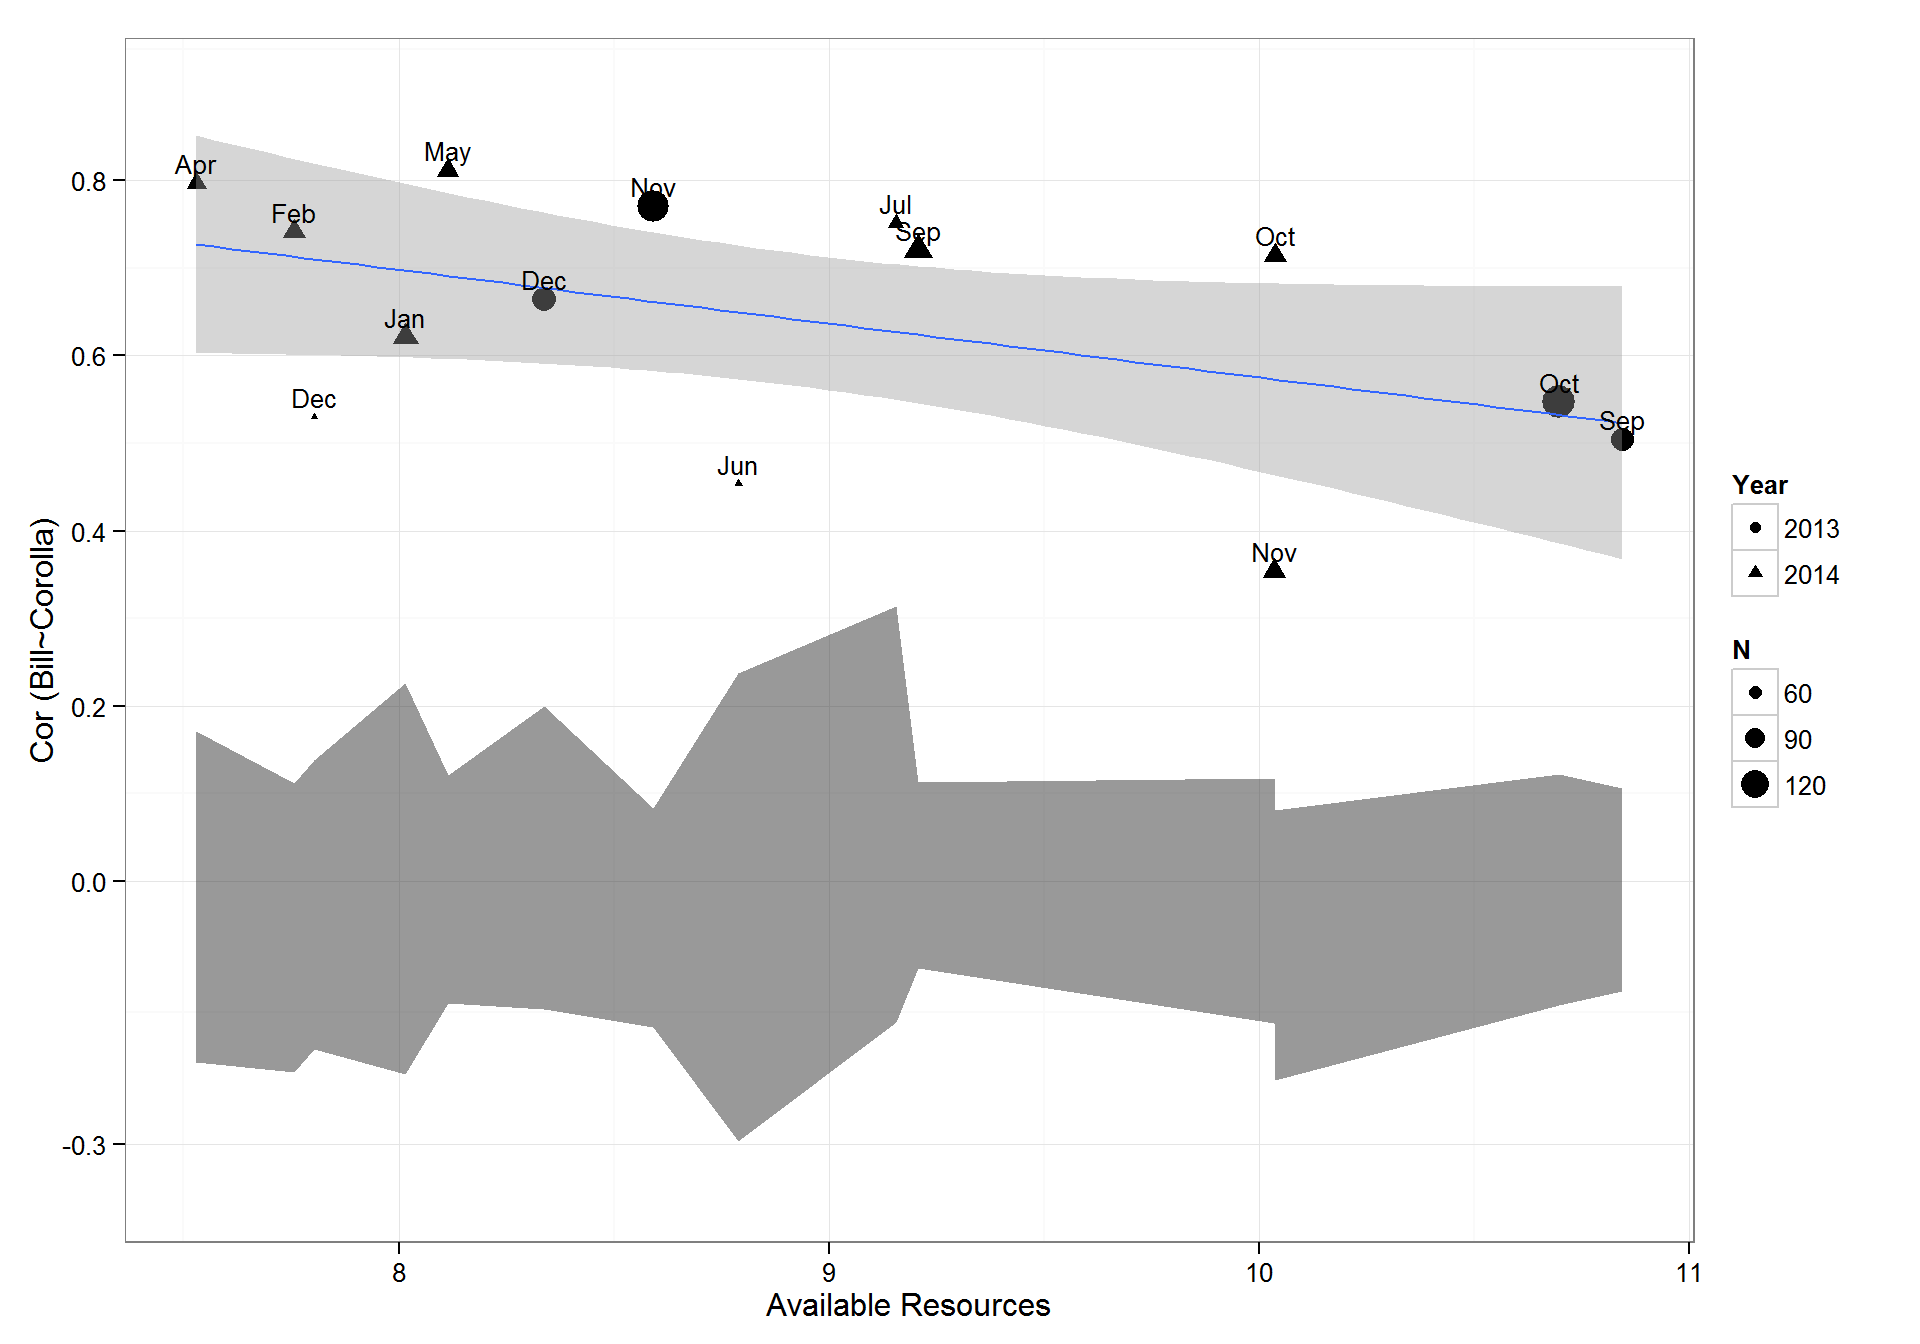 Apr
May
Feb
Nov
Jul
Sep
Oct
Dec
Jan
Dec
Jun
Oct
Sep
Nov
0.8
0.6
0.4
0.2
0.0
-0.3
Cor (Bill~Corolla)
8
9
10
11
Available Resources
Year
2013
2014
N
60
90
120